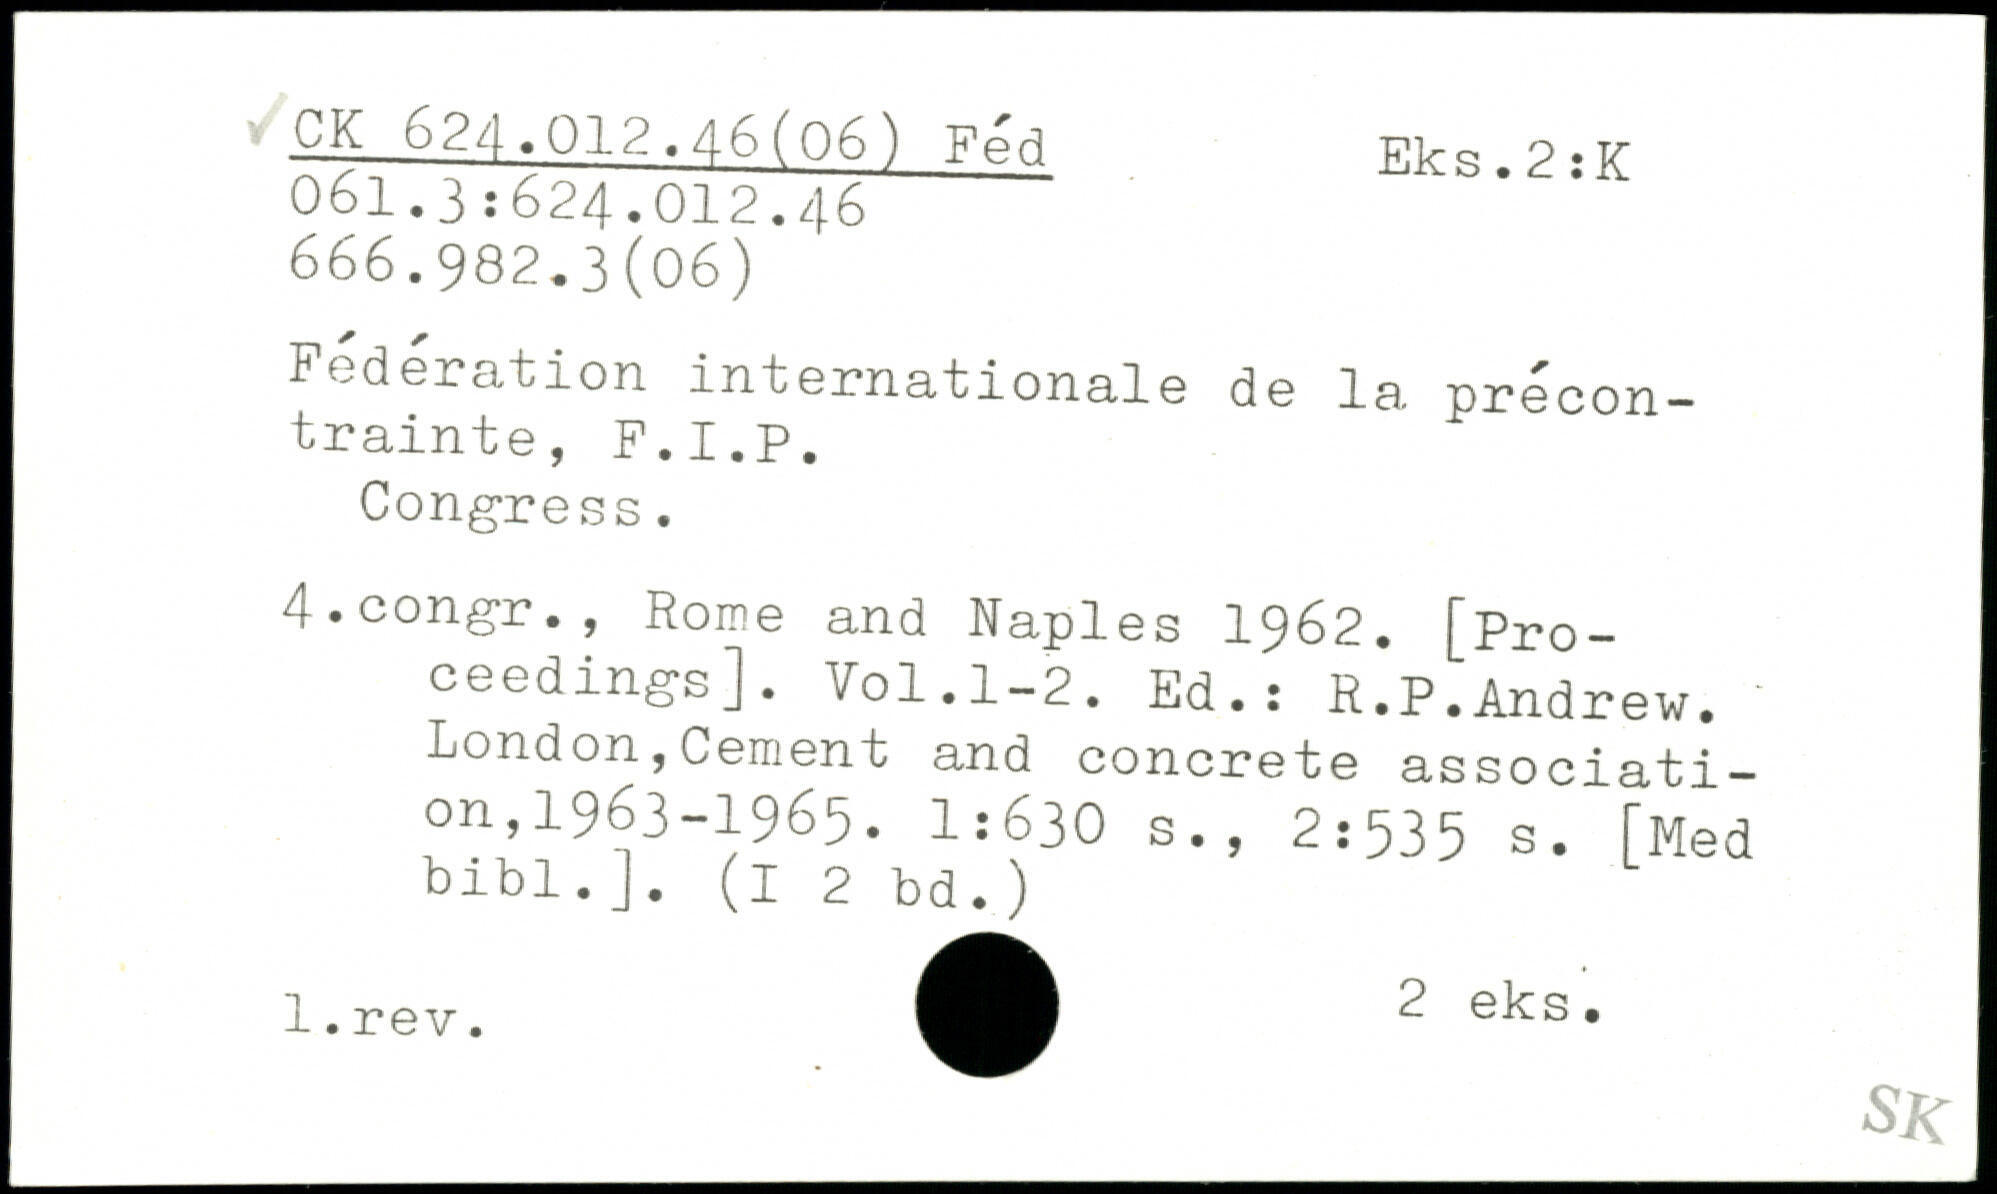 ✓CK 624.012.46(06) Féd Eks.2:K
061.3:624.012.46
666.982.3(06)
Fédération internationale de la précon-
trainte, F.I.P.
Congress.
4.congr., Rome and Naples 1962. [Pro-
ceedings]. Vol.1-2. Ed.: R.P.Andrew.
London,Cement and concrete associati-
on,1963-1965. 1:630 s., 2:535 s. [Med
bibl.]. (I 2 bd.)
1.rev. 2 eks.
SK